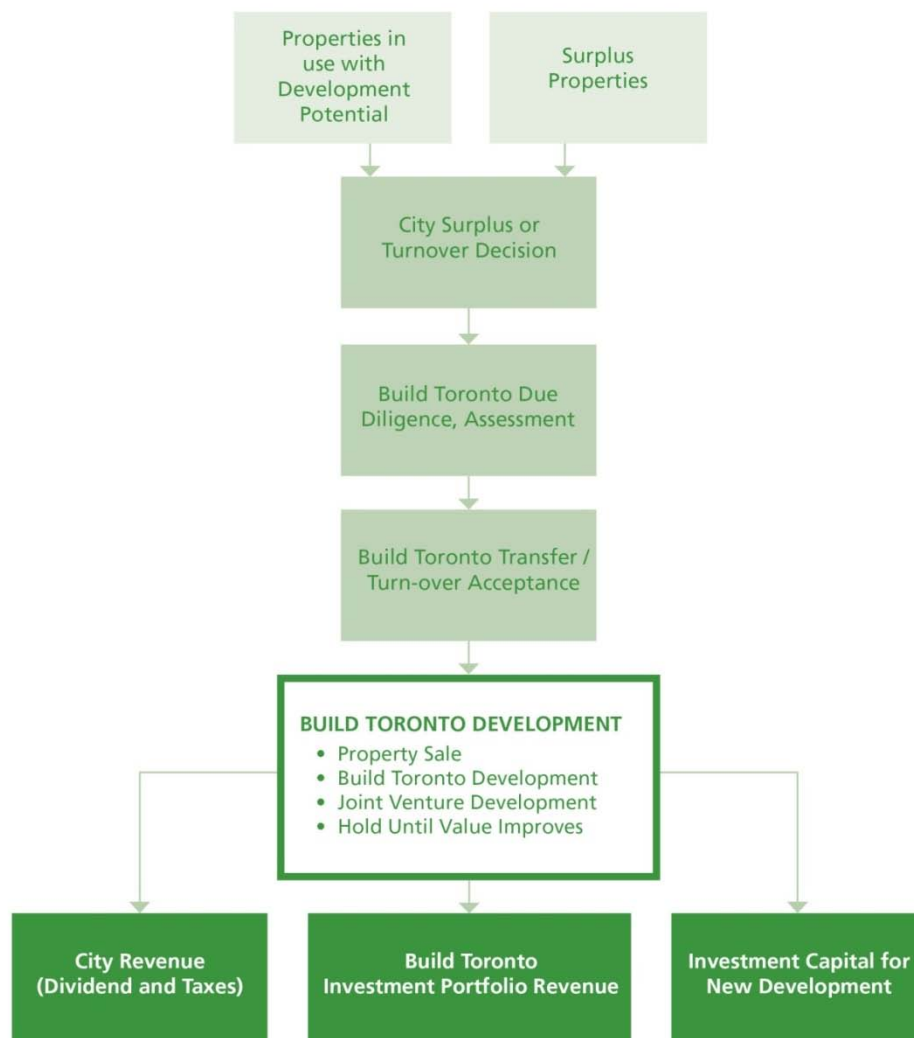 Properties in
use with
Development
Potential
Surplus
Properties
City Surplus or
Turnover Decision
Build Toronto Due
Diligence, Assessment
Build Toronto Transfer /
Turn-over Acceptance
BUILD TORONTO DEVELOPMENT
• Property Sale
• Build Toronto Development
• Joint Venture Development
• Hold Until Value Improves
City Revenue
(Dividend and Taxes)
Build Toronto
Investment Portfolio Revenue
Investment Capital for
New Development